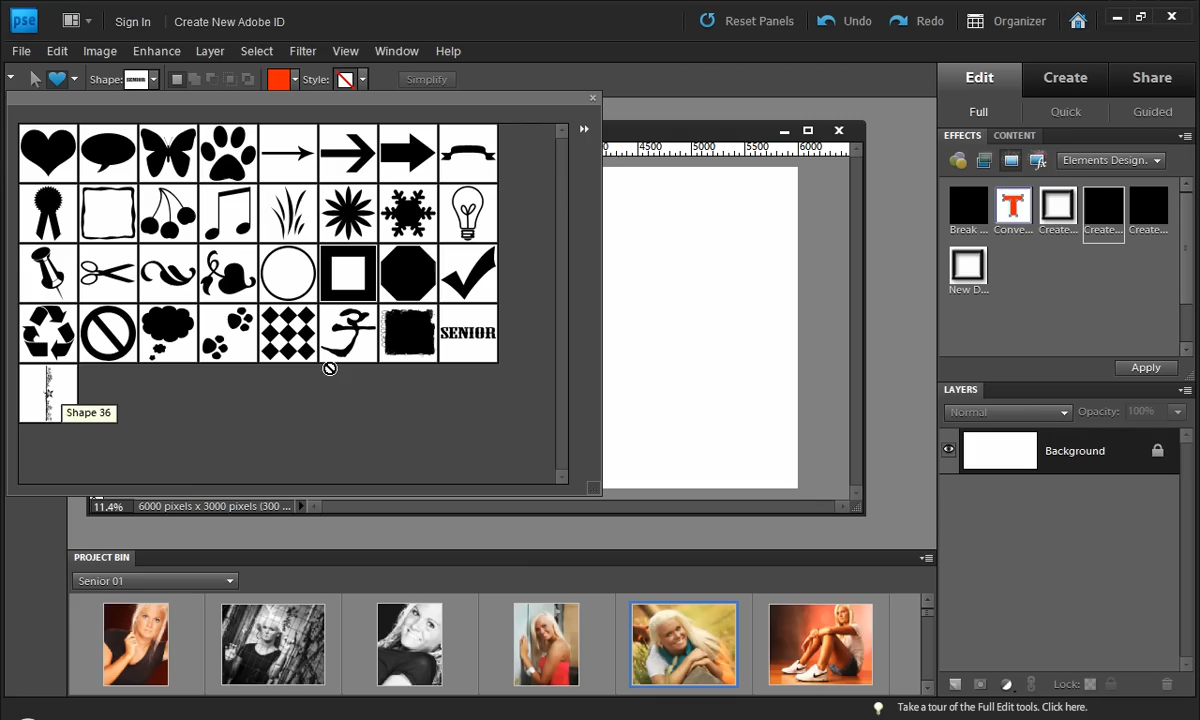 pse Sign In Create New Adobe ID Reset Panels Undo Redo Organizer
File Edit Image Enhance Layer Select Filter View Window Help
Shape: SENIOR Style: Simplify
Edit Create Share
Full Quick Guided
EFFECTS CONTENT
4500 5000 5500 6000
Elements Design.
T
Break ... Conve... Create... Create... Create...
New D...
SENIOR
Apply
LAYERS
Shape 36
Normal Opacity: 100%
Background
11.4% 6000 pixels x 3000 pixels (300 ...
PROJECT BIN
Senior 01
Lock:
Take a tour of the Full Edit tools. Click here.